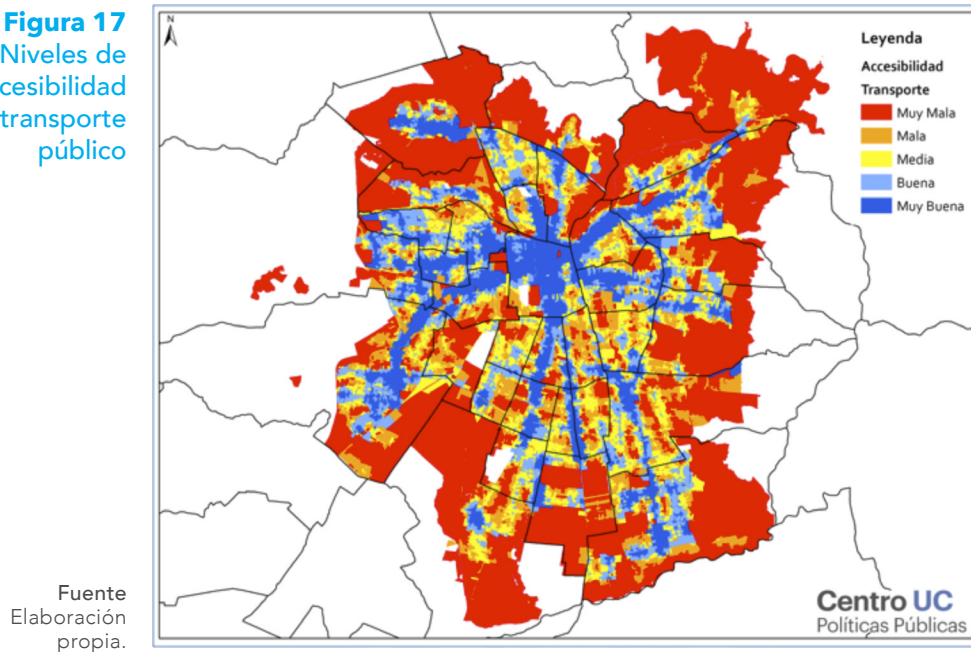 Figura 17
Niveles de
cesibilidad
transporte
público
N
Leyenda
Accesibilidad
Transporte
Muy Mala
Mala
Media
Buena
Muy Buena
Fuente
Elaboración
propia.
Centro UC
Políticas Públicas